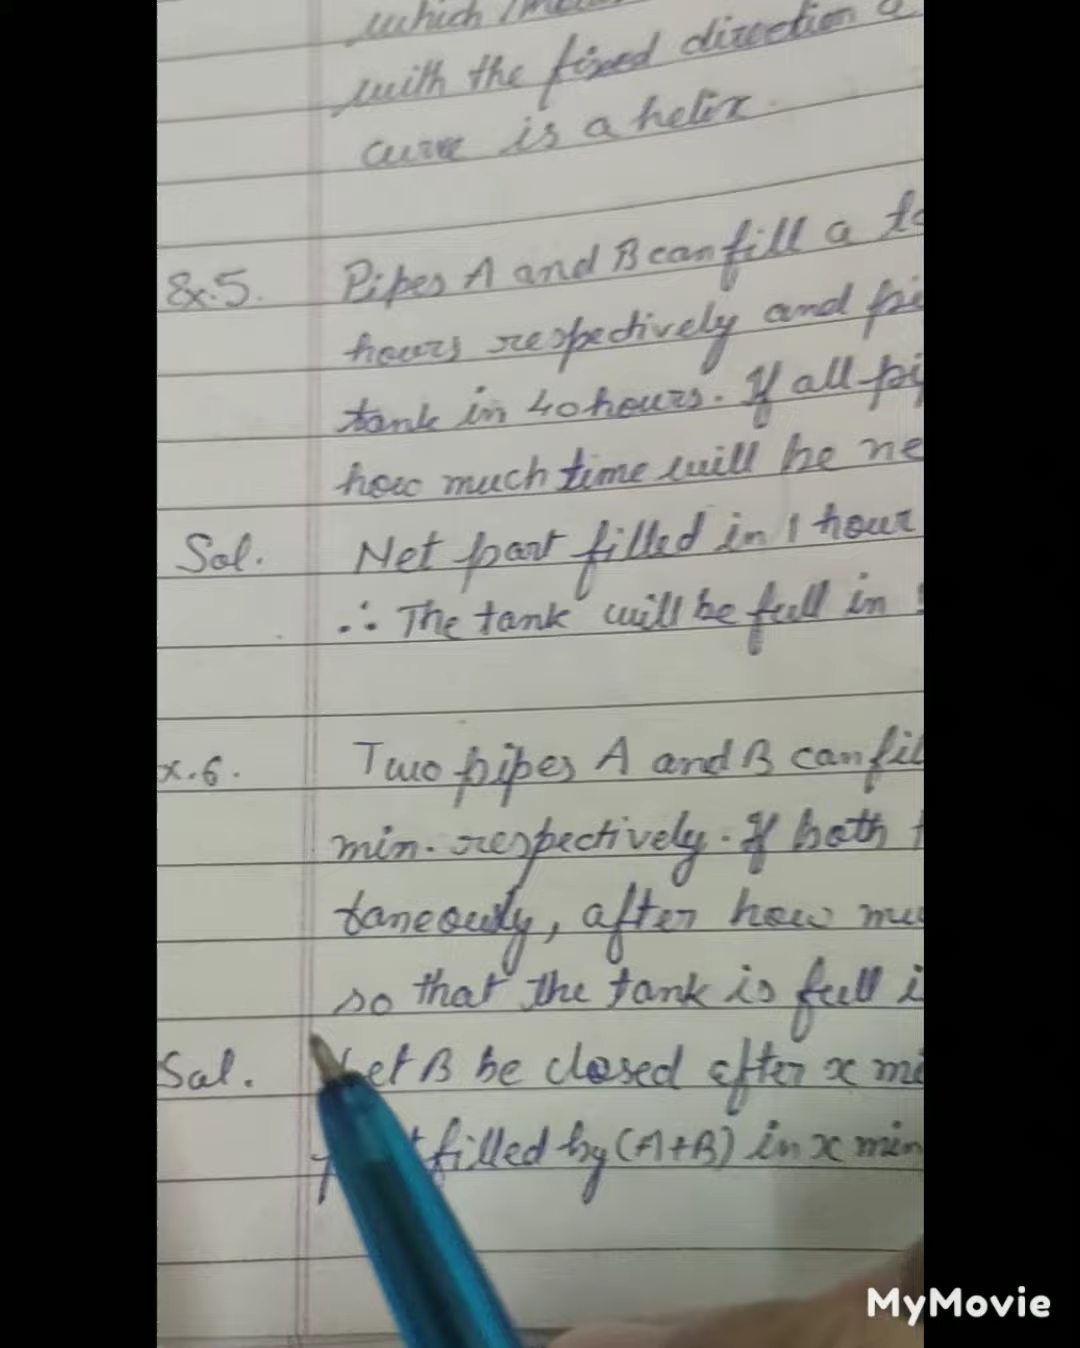 which
with the fixed direction
curve is a helix.
Ex.5. Pipes A and B can fill a
hours respectively and
tank in 40 hours. If all
how much time will be
Sol. Net part filled in 1 hour
∴ The tank will be full in
x.6. Two pipes A and B can
min. respectively. If both
taneously, after how
so that the tank is full
Sol. Let B be closed after x
filled by (A+B) in x min
MyMovie